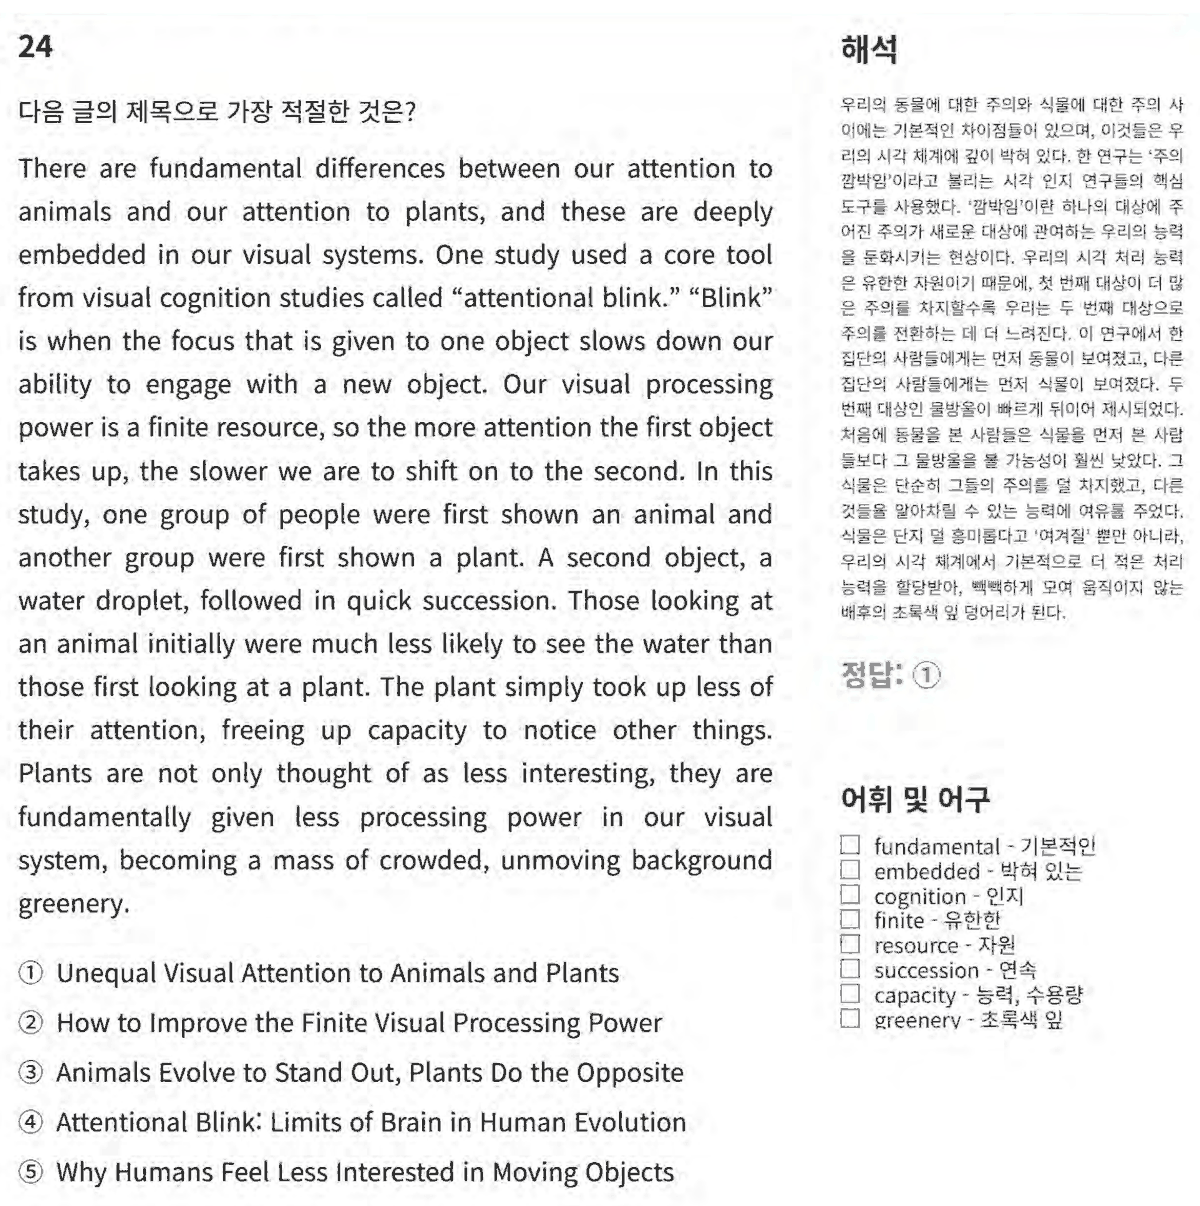 24
다음 글의 제목으로 가장 적절한 것은?
There are fundamental differences between our attention to
animals and our attention to plants, and these are deeply
embedded in our visual systems. One study used a core tool
from visual cognition studies called “attentional blink.” “Blink”
is when the focus that is given to one object slows down our
ability to engage with a new object. Our visual processing
power is a finite resource, so the more attention the first object
takes up, the slower we are to shift on to the second. In this
study, one group of people were first shown an animal and
another group were first shown a plant. A second object, a
water droplet, followed in quick succession. Those looking at
an animal initially were much less likely to see the water than
those first looking at a plant. The plant simply took up less of
their attention, freeing up capacity to notice other things.
Plants are not only thought of as less interesting, they are
fundamentally given less processing power in our visual
system, becoming a mass of crowded, unmoving background
greenery.
① Unequal Visual Attention to Animals and Plants
② How to Improve the Finite Visual Processing Power
③ Animals Evolve to Stand Out, Plants Do the Opposite
④ Attentional Blink: Limits of Brain in Human Evolution
⑤ Why Humans Feel Less Interested in Moving Objects
해석
우리의 동물에 대한 주의와 식물에 대한 주의 사
이에는 기본적인 차이점들이 있으며, 이것들은 우
리의 시각 체계에 깊이 박혀 있다. 한 연구는 ‘주의
깜박임’이라고 불리는 시각 인지 연구들의 핵심
도구를 사용했다. ‘깜박임’이란 하나의 대상에 주
어진 주의가 새로운 대상에 관여하는 우리의 능력
을 둔화시키는 현상이다. 우리의 시각 처리 능력
은 유한한 자원이기 때문에, 첫 번째 대상이 더 많
은 주의를 차지할수록 우리는 두 번째 대상으로
주의를 전환하는 데 더 느려진다. 이 연구에서 한
집단의 사람들에게는 먼저 동물이 보여졌고, 다른
집단의 사람들에게는 먼저 식물이 보여졌다. 두
번째 대상인 물방울이 빠르게 뒤이어 제시되었다.
처음에 동물을 본 사람들은 식물을 먼저 본 사람
들보다 그 물방울을 볼 가능성이 훨씬 낮았다. 그
식물은 단순히 그들의 주의를 덜 차지했고, 다른
것들을 알아차릴 수 있는 능력에 여유를 주었다.
식물은 단지 덜 흥미롭다고 ‘여겨질’ 뿐만 아니라,
우리의 시각 체계에서 기본적으로 더 적은 처리
능력을 할당받아, 빽빽하게 모여 움직이지 않는
배후의 초록색 잎 덩어리가 된다.
정답: ①
어휘 및 어구
☐ fundamental - 기본적인
☐ embedded - 박혀 있는
☐ cognition - 인지
☐ finite - 유한한
☐ resource - 자원
☐ succession - 연속
☐ capacity - 능력, 수용량
☐ greenery - 초록색 잎